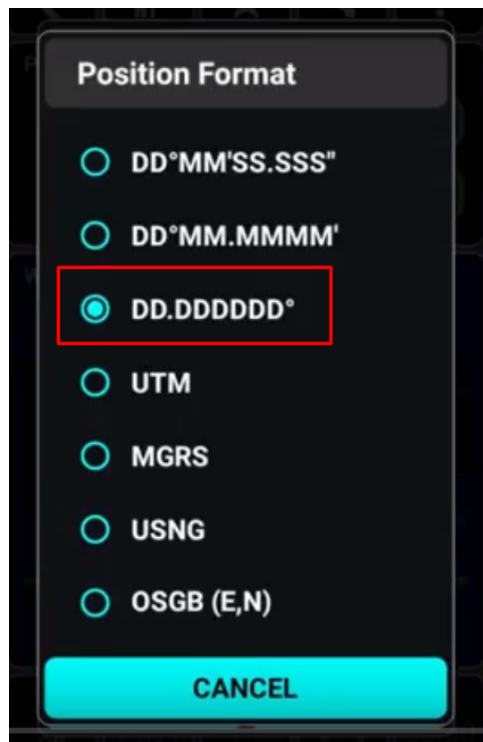 Position Format
DD°MM'SS.SSS"
DD°MM.MMMM'
DD.DDDDDD°
UTM
MGRS
USNG
OSGB (E,N)
CANCEL